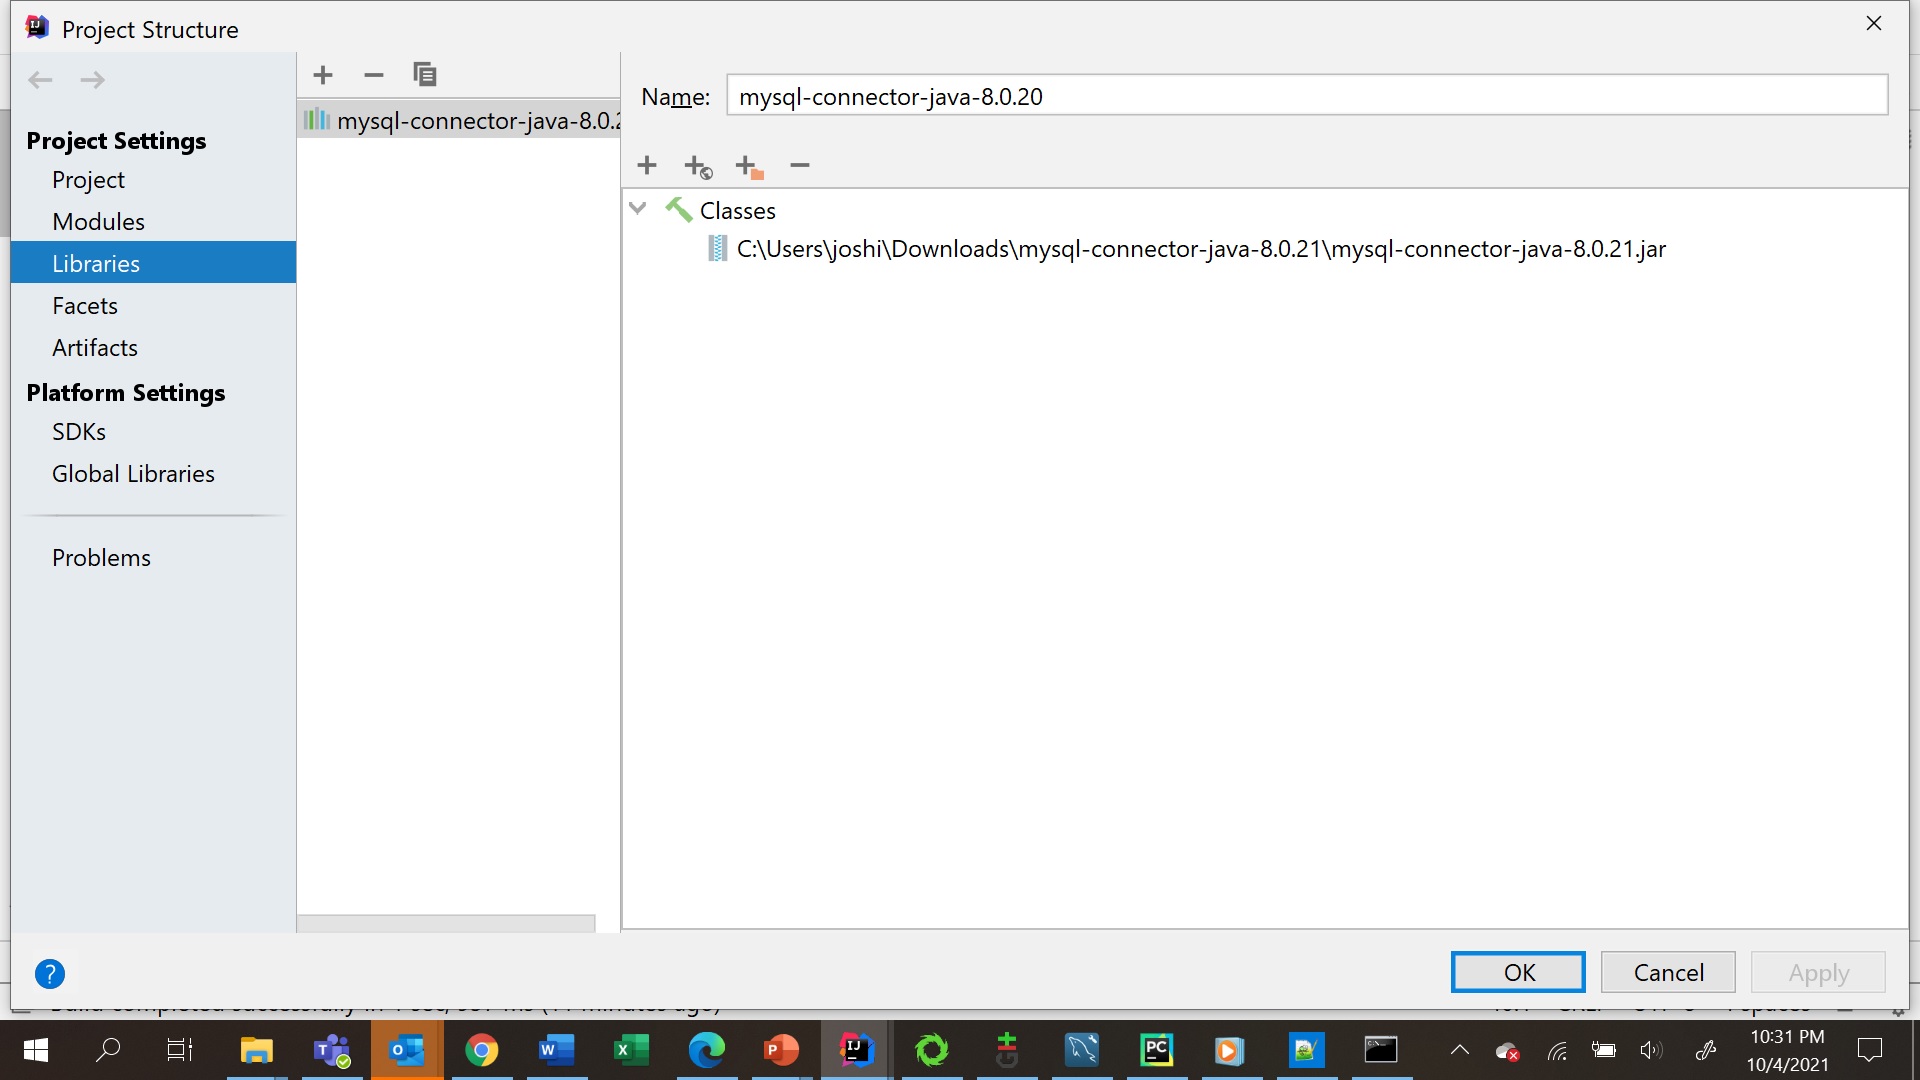 Project Structure
Name: mysql-connector-java-8.0.20
mysql-connector-java-8.0.2
Project Settings
Project
Modules
Libraries
Facets
Artifacts
Platform Settings
SDKs
Global Libraries
Problems
Classes
C:\Users\joshi\Downloads\mysql-connector-java-8.0.21\mysql-connector-java-8.0.21.jar
?
OK
Cancel
Apply
10:31 PM
10/4/2021